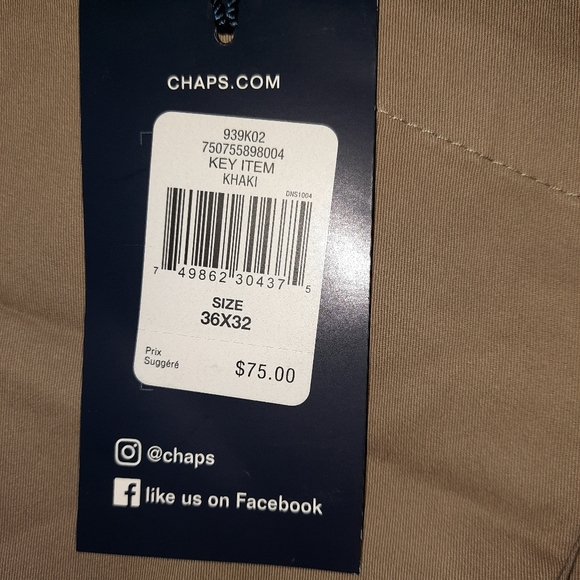 CHAPS.COM
939K02
750755898004
KEY ITEM
KHAKI
DNS1004
7 49862 30437 5
SIZE
36X32
Prix
Suggéré
$75.00
@chaps
f like us on Facebook